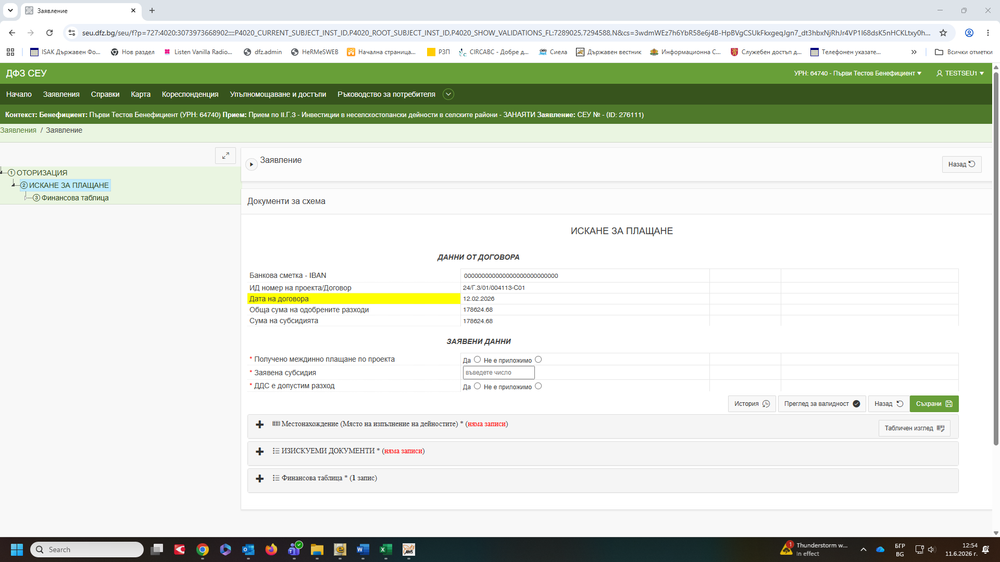 Заявление
seu.dfz.bg/seu/f?p=727:4020:3073973668902::::P4020_CURRENT_SUBJECT_INST_ID,P4020_ROOT_SUBJECT_INST_ID,P4020_SHOW_VALIDATIONS_FL:7289025,7294588,N&cs=3wdmWEz7h6YbR58e6j4B-HpBVgCSUkFkxgeqJgn7_dt3hbxNjRhJr4VP1I68dsK5nHCKLtxy0h...
ISAK Държавен Фо... Нов раздел Listen Vanilla Radio... dfz.admin HeRMeSWEB Начална страница... РЗП CIRCABC - Добре д... Сиела Държавен вестник Информационна С... Служебен достъп д... Телефонен указате... » Всички отметки
ДФЗ СЕУ
УРН: 64740 - Първи Тестов Бенефициент TESTSEU1
Начало Заявления Справки Карта Кореспонденция Упълномощаване и достъпи Ръководство за потребителя
Контекст: Бенефициент: Първи Тестов Бенефициент (УРН: 64740) Прием: Прием по II.Г.3 - Инвестиции в неселскостопански дейности в селските райони - ЗАНАЯТИ Заявление: СЕУ № - (ID: 276111)
Заявления / Заявление
1 ОТОРИЗАЦИЯ
2 ИСКАНЕ ЗА ПЛАЩАНЕ
3 Финансова таблица
Заявление
Назад
Документи за схема
ИСКАНЕ ЗА ПЛАЩАНЕ
ДАННИ ОТ ДОГОВОРА
Банкова сметка - IBAN
ИД номер на проекта/Договор 24/Г.3/01/004113-C01
Дата на договора 12.02.2026
Обща сума на одобрените разходи 178624.68
Сума на субсидията 178624.68
ЗАЯВЕНИ ДАННИ
* Получено междинно плащане по проекта Да Не е приложимо
* Заявена субсидия въведете число
* ДДС е допустим разход Да Не е приложимо
История Преглед за валидност Назад Съхрани
Местонахождение (Място на изпълнение на дейностите) * (няма записи)
Табличен изглед
ИЗИСКУЕМИ ДОКУМЕНТИ * (няма записи)
Финансова таблица * (1 запис)
Search
1 Thunderstorm w...
In effect
БГР
BG
12:54
11.6.2026 г.